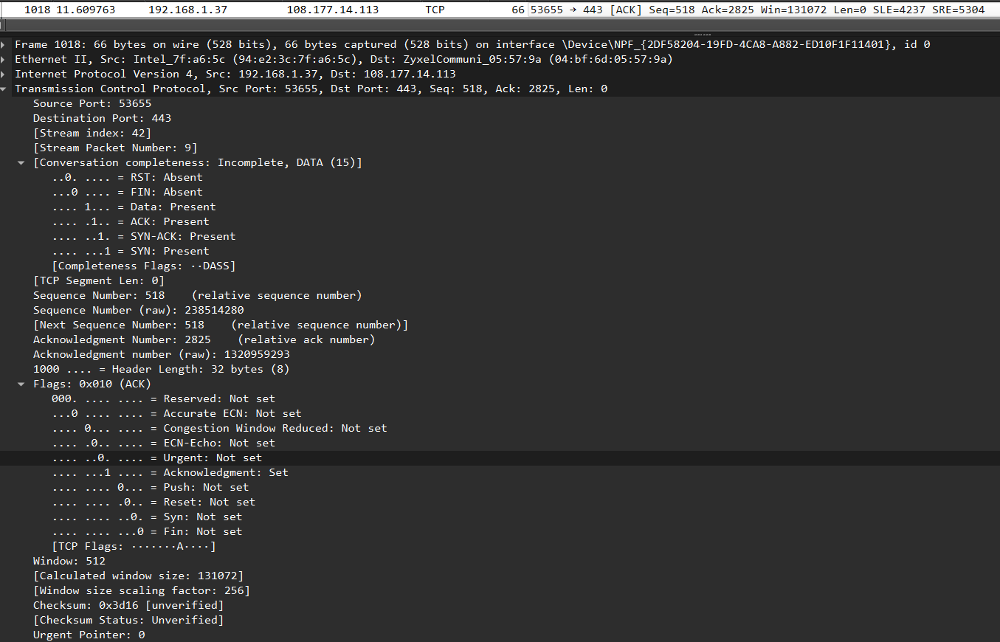 1018 11.609763 192.168.1.37 108.177.14.113 TCP 66 53655 → 443 [ACK] Seq=518 Ack=2825 Win=131072 Len=0 SLE=4237 SRE=5304
Frame 1018: 66 bytes on wire (528 bits), 66 bytes captured (528 bits) on interface \Device\NPF_{2DF58204-19FD-4CA8-A882-ED10F1F11401}, id 0
Ethernet II, Src: Intel_7f:a6:5c (94:e2:3c:7f:a6:5c), Dst: ZyxelCommuni_05:57:9a (04:bf:6d:05:57:9a)
Internet Protocol Version 4, Src: 192.168.1.37, Dst: 108.177.14.113
Transmission Control Protocol, Src Port: 53655, Dst Port: 443, Seq: 518, Ack: 2825, Len: 0
Source Port: 53655
Destination Port: 443
[Stream index: 42]
[Stream Packet Number: 9]
[Conversation completeness: Incomplete, DATA (15)]
..0. .... = RST: Absent
...0 .... = FIN: Absent
.... 1... = Data: Present
.... .1.. = ACK: Present
.... ..1. = SYN-ACK: Present
.... ...1 = SYN: Present
[Completeness Flags: ··DASS]
[TCP Segment Len: 0]
Sequence Number: 518    (relative sequence number)
Sequence Number (raw): 238514280
[Next Sequence Number: 518    (relative sequence number)]
Acknowledgment Number: 2825    (relative ack number)
Acknowledgment number (raw): 1320959293
1000 .... = Header Length: 32 bytes (8)
Flags: 0x010 (ACK)
000. .... .... = Reserved: Not set
...0 .... .... = Accurate ECN: Not set
.... 0... .... = Congestion Window Reduced: Not set
.... .0.. .... = ECN-Echo: Not set
.... ..0. .... = Urgent: Not set
.... ...1 .... = Acknowledgment: Set
.... .... 0... = Push: Not set
.... .... .0.. = Reset: Not set
.... .... ..0. = Syn: Not set
.... .... ...0 = Fin: Not set
[TCP Flags: ·······A····]
Window: 512
[Calculated window size: 131072]
[Window size scaling factor: 256]
Checksum: 0x3d16 [unverified]
[Checksum Status: Unverified]
Urgent Pointer: 0